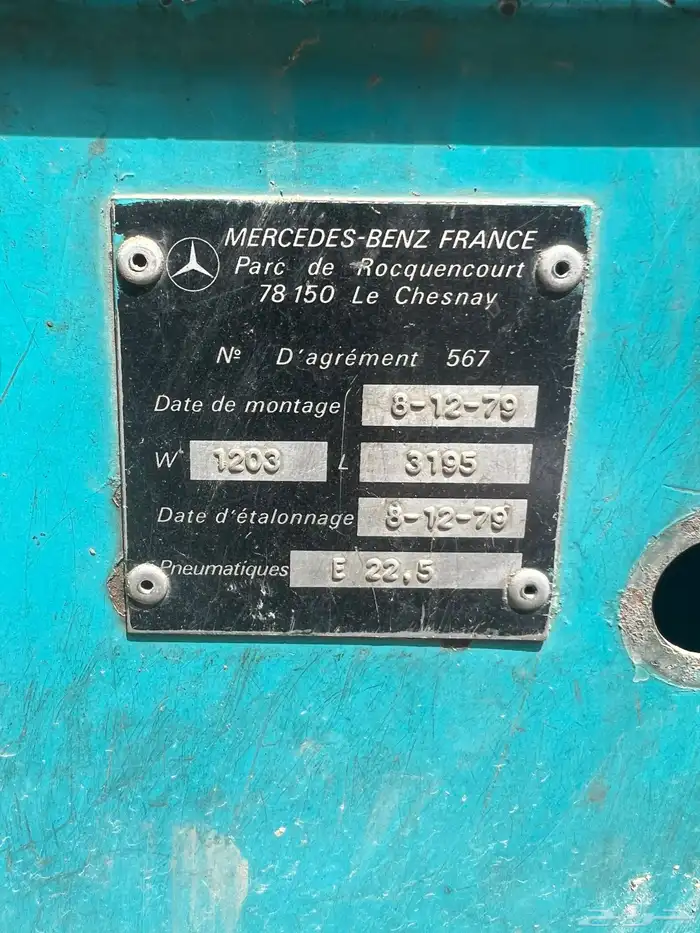 MERCEDES-BENZ FRANCE
Parc de Rocquencourt
78150 Le Chesnay
Nº D'agrément 567
Date de montage 8-12-79
W 1203 L 3195
Date d'étalonnage 8-12-79
Pneumatiques E 22,5